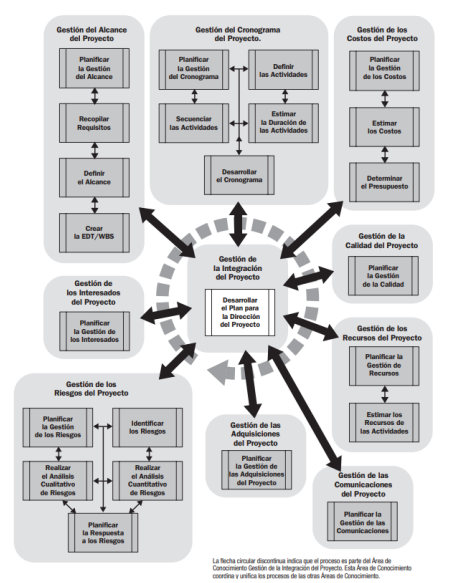 Gestión del Alcance
del Proyecto
Planificar
la Gestión
del Alcance
Recopilar
Requisitos
Definir
el Alcance
Crear
la EDT/WBS
Gestión del Cronograma
del Proyecto.
Planificar
la Gestión
del Cronograma
Definir
las Actividades
Secuenciar
las Actividades
Estimar
la Duración de
las Actividades
Desarrollar
el Cronograma
Gestión de los
Costos del Proyecto
Planificar
la Gestión
de los Costos
Estimar
los Costos
Determinar
el Presupuesto
Gestión de
la Integración
del Proyecto
Desarrollar
el Plan para
la Dirección
del Proyecto
Gestión de la
Calidad del Proyecto
Planificar
la Gestión
de la Calidad
Gestión de
los Interesados
del Proyecto
Planificar
la Gestión de
los Interesados
Gestión de los
Recursos del Proyecto
Planificar la
Gestión de
Recursos
Estimar los
Recursos de
las Actividades
Gestión de los
Riesgos del Proyecto
Planificar
la Gestión
de los Riesgos
Identificar
los Riesgos
Realizar
el Análisis
Cualitativo
de Riesgos
Realizar
el Análisis
Cuantitativo
de Riesgos
Planificar
la Respuesta
a los Riesgos
Gestión de las
Adquisiciones
del Proyecto
Planificar
la Gestión de
las Adquisiciones
del Proyecto
Gestión de las
Comunicaciones
del Proyecto
Planificar la
Gestión de las
Comunicaciones
La flecha circular discontinua indica que el proceso es parte del Área de
Conocimiento Gestión de la Integración del Proyecto. Esta Área de Conocimiento
coordina y unifica los procesos de las otras Áreas de Conocimiento.